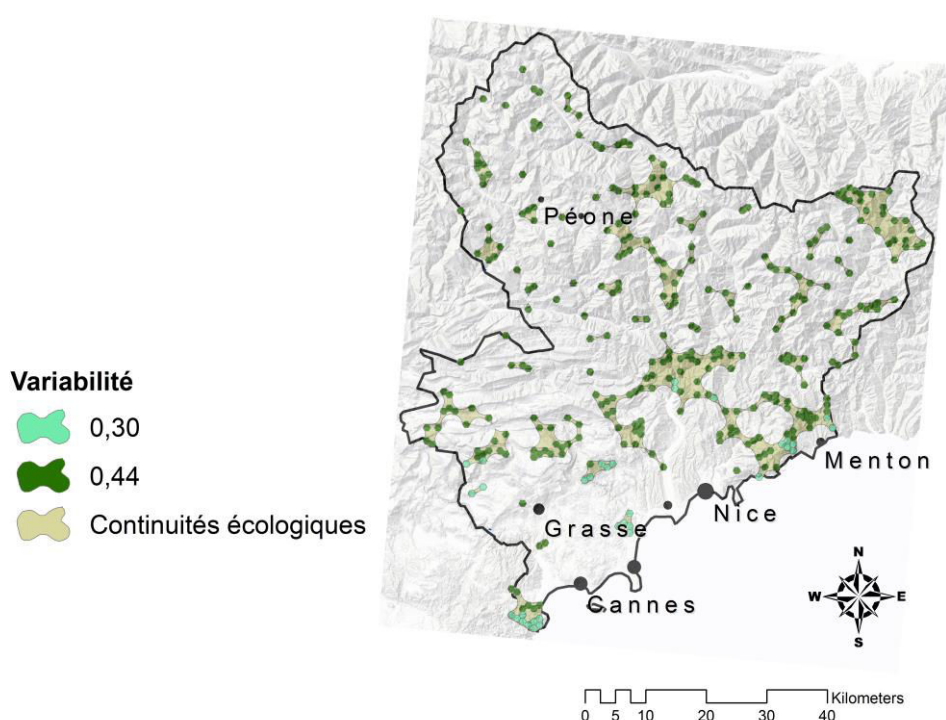 Variabilité
0,30
0,44
Continuités écologiques
Péone
Menton
Nice
Grasse
Cannes
N
W
E
S
Kilometers
0 5 10 20 30 40